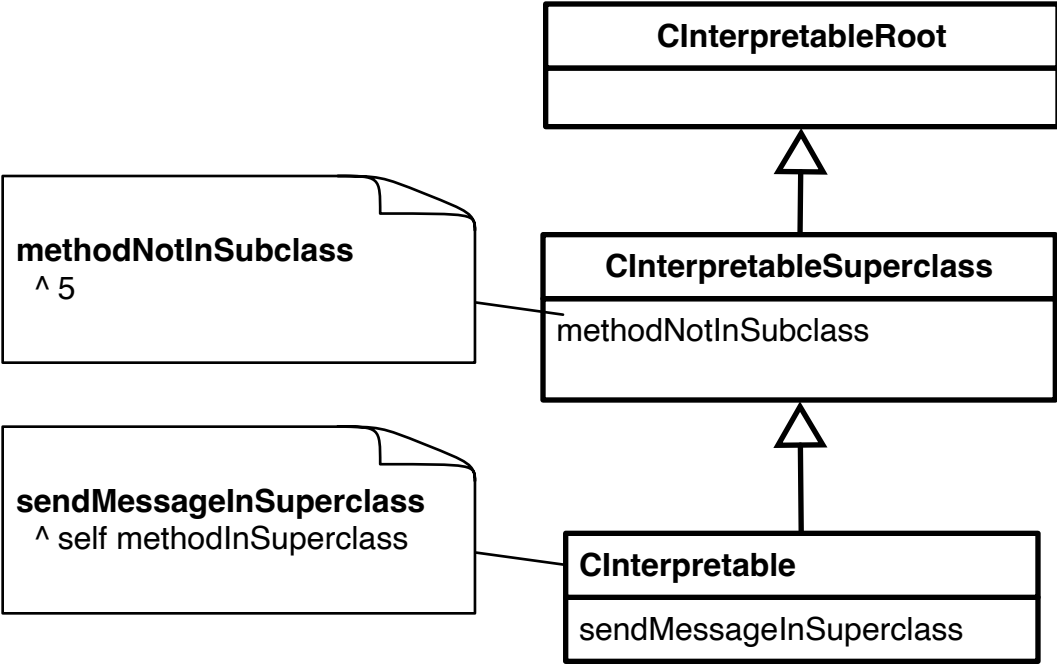 CInterpretableRoot
methodNotInSubclass
^ 5
CInterpretableSuperclass
methodNotInSubclass
sendMessageInSuperclass
^ self methodInSuperclass
CInterpretable
sendMessageInSuperclass